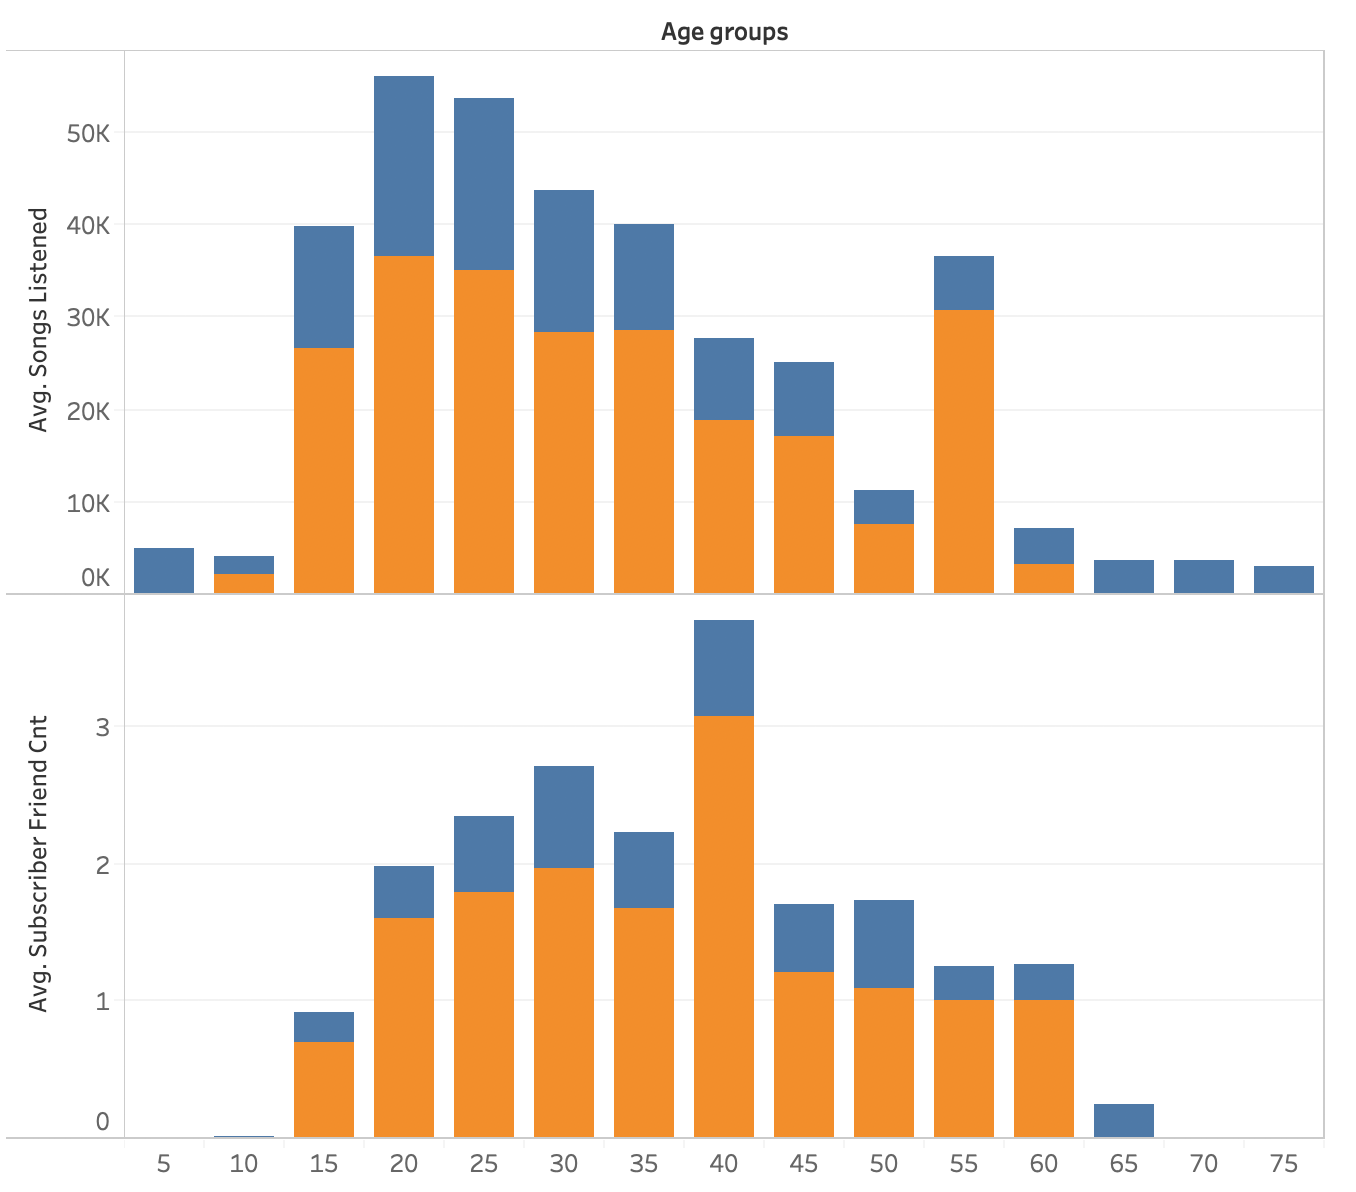 Age groups
Avg. Songs Listened
50K
40K
30K
20K
10K
0K
Avg. Subscriber Friend Cnt
3
2
1
0
5 10 15 20 25 30 35 40 45 50 55 60 65 70 75